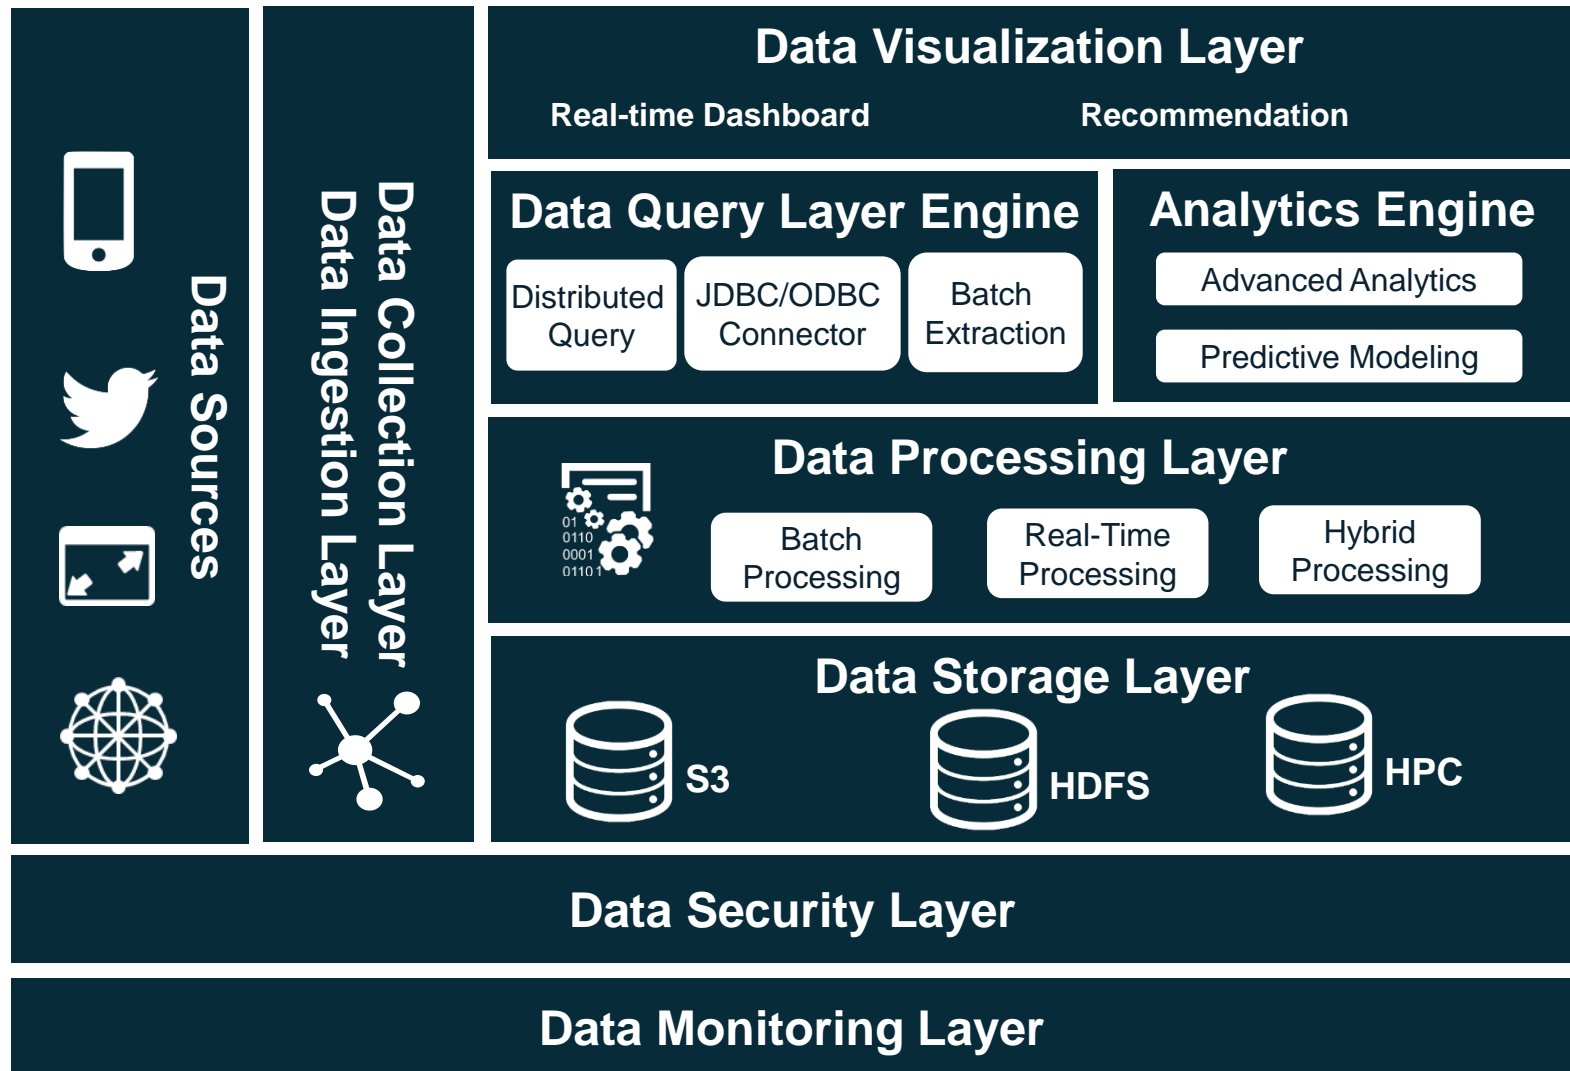 Data Sources
Data Collection Layer
Data Ingestion Layer
Data Visualization Layer
Real-time Dashboard
Recommendation
Data Query Layer Engine
Distributed
Query
JDBC/ODBC
Connector
Batch
Extraction
Analytics Engine
Advanced Analytics
Predictive Modeling
Data Processing Layer
01
0110
0001
0110 1
Batch
Processing
Real-Time
Processing
Hybrid
Processing
Data Storage Layer
S3
HDFS
HPC
Data Security Layer
Data Monitoring Layer